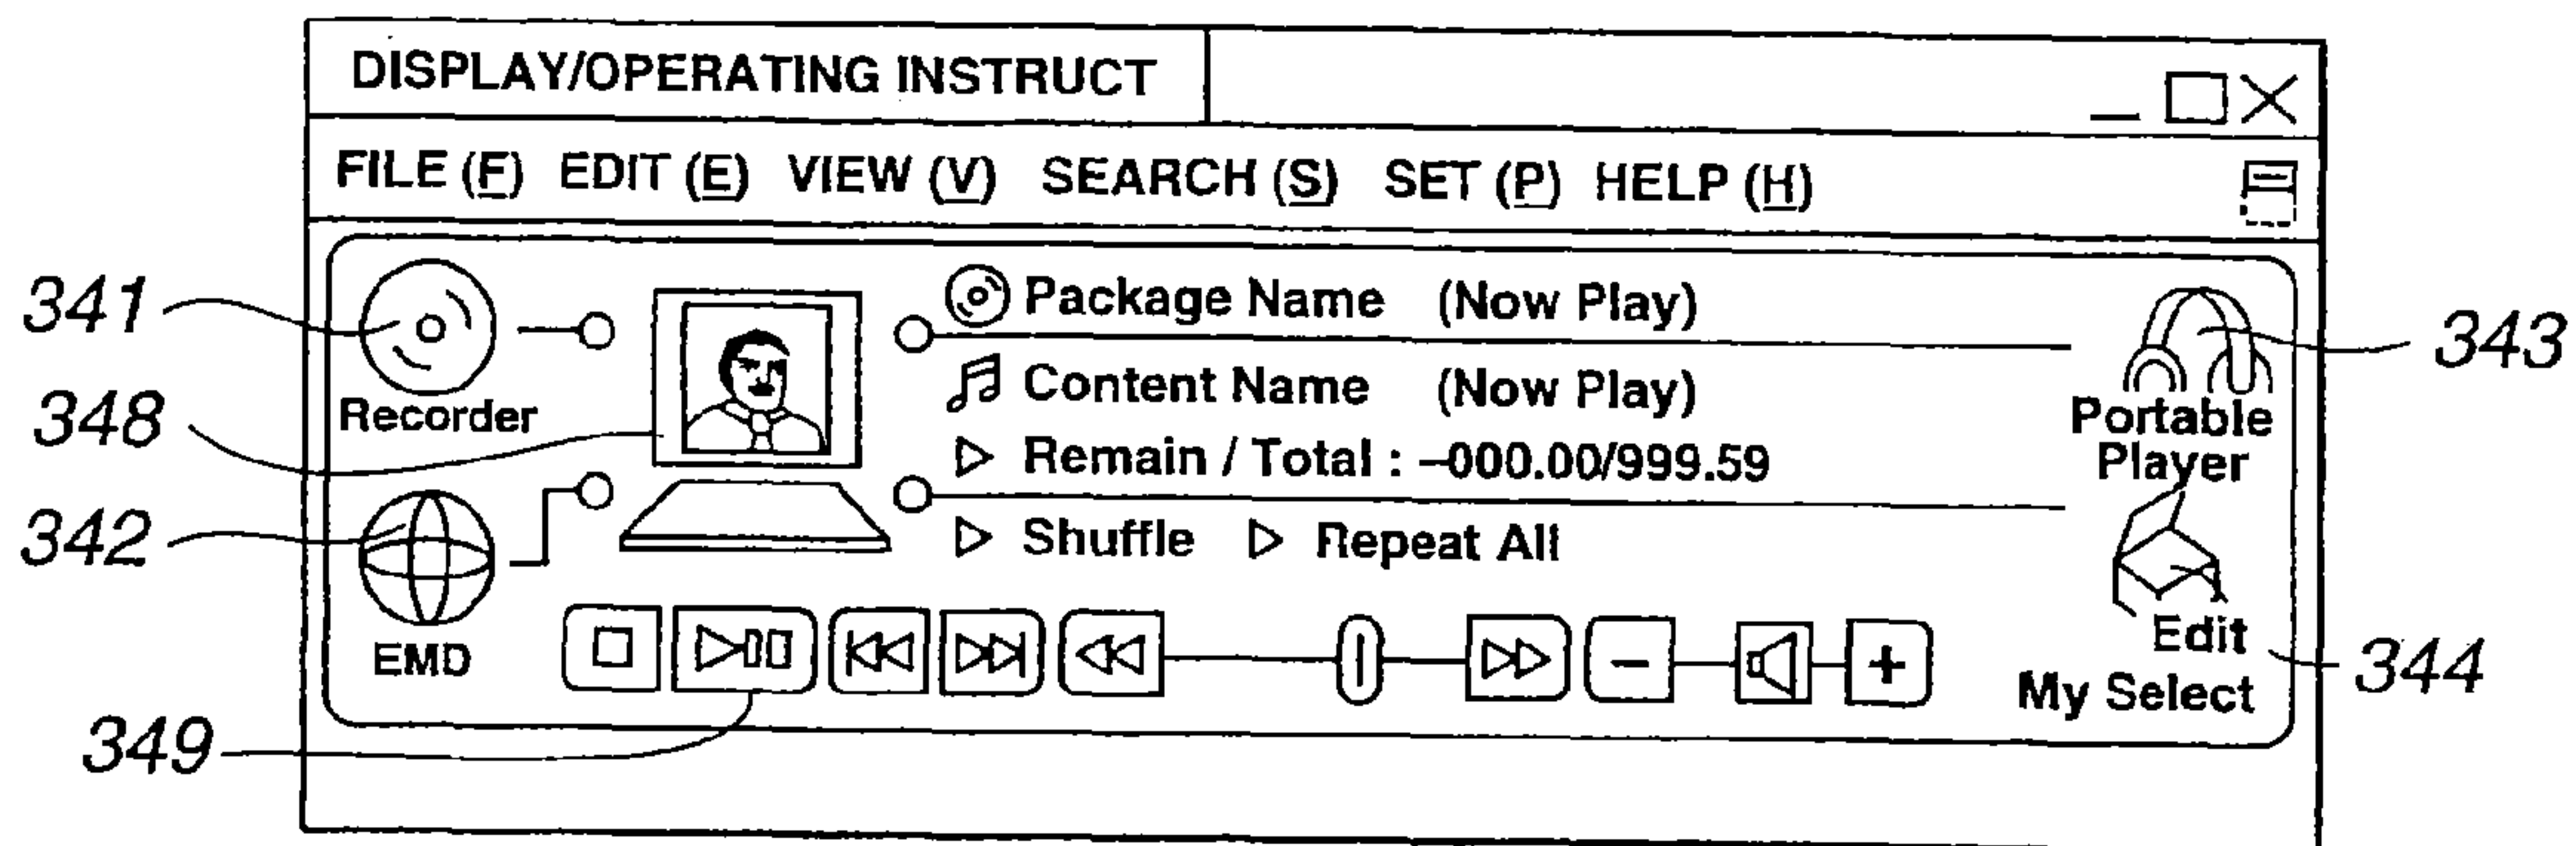 DISPLAY/OPERATING INSTRUCT
FILE (F) EDIT (E) VIEW (V) SEARCH (S) SET (P) HELP (H)
341
Recorder
348
342
EMD
349
Package Name (Now Play)
Content Name (Now Play)
Remain / Total : –000.00/999.59
Shuffle Repeat All
343
Portable
Player
Edit
344
My Select